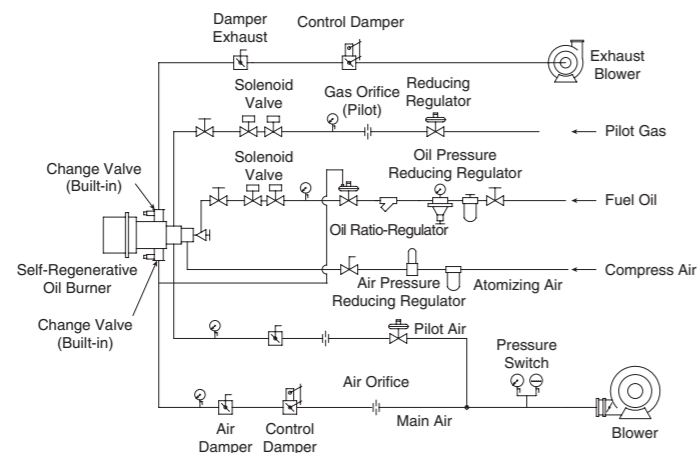 Damper
Exhaust
Control Damper
Exhaust
Blower
Solenoid
Valve
Gas Orifice
(Pilot)
Reducing
Regulator
Pilot Gas
Change Valve
(Built-in)
Solenoid
Valve
Oil Pressure
Reducing Regulator
Fuel Oil
Oil Ratio-Regulator
Self-Regenerative
Oil Burner
Air Pressure
Reducing Regulator
Atomizing Air
Compress Air
Change Valve
(Built-in)
Pilot Air
Pressure
Switch
Air Orifice
Main Air
Air
Damper
Control
Damper
Blower